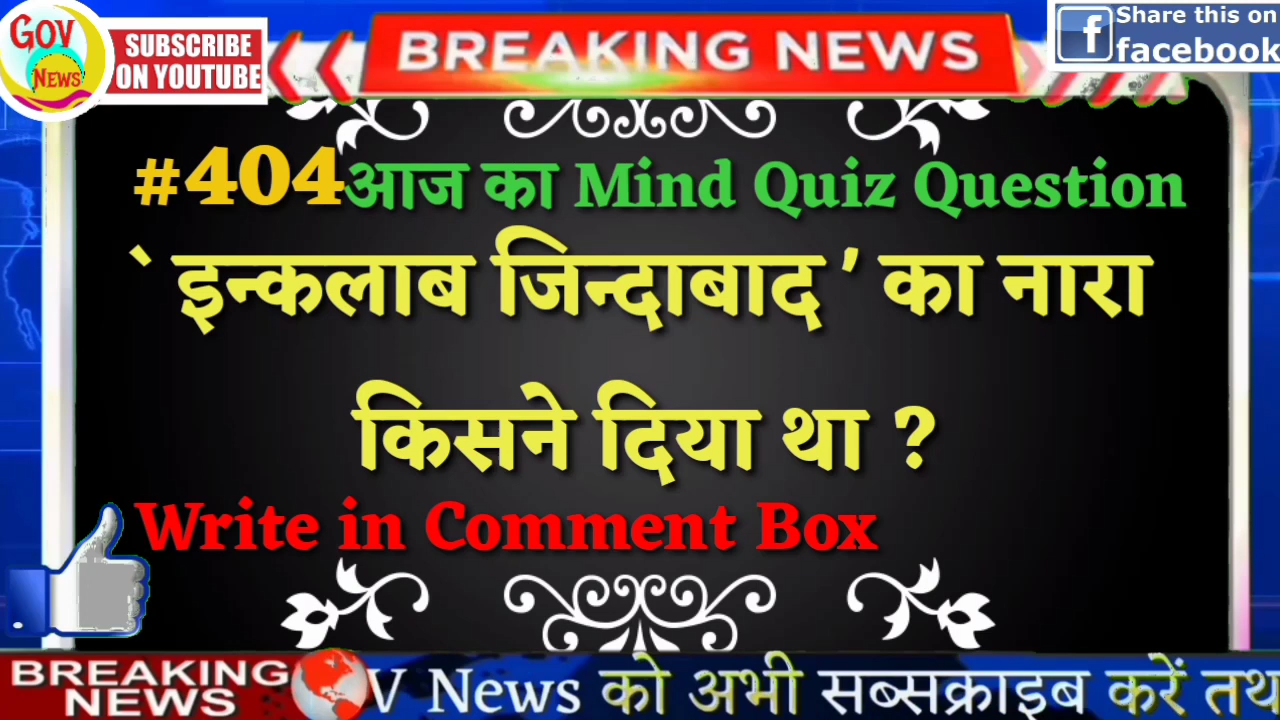 GOV
NEWS
SUBSCRIBE
ON YOUTUBE
BREAKING NEWS
Share this on
facebook
#404आज का Mind Quiz Question
`इन्कलाब जिन्दाबाद’ का नारा
किसने दिया था ?
Write in Comment Box
BREAKING
NEWS
V News को अभी सब्सक्राइब करें तथ